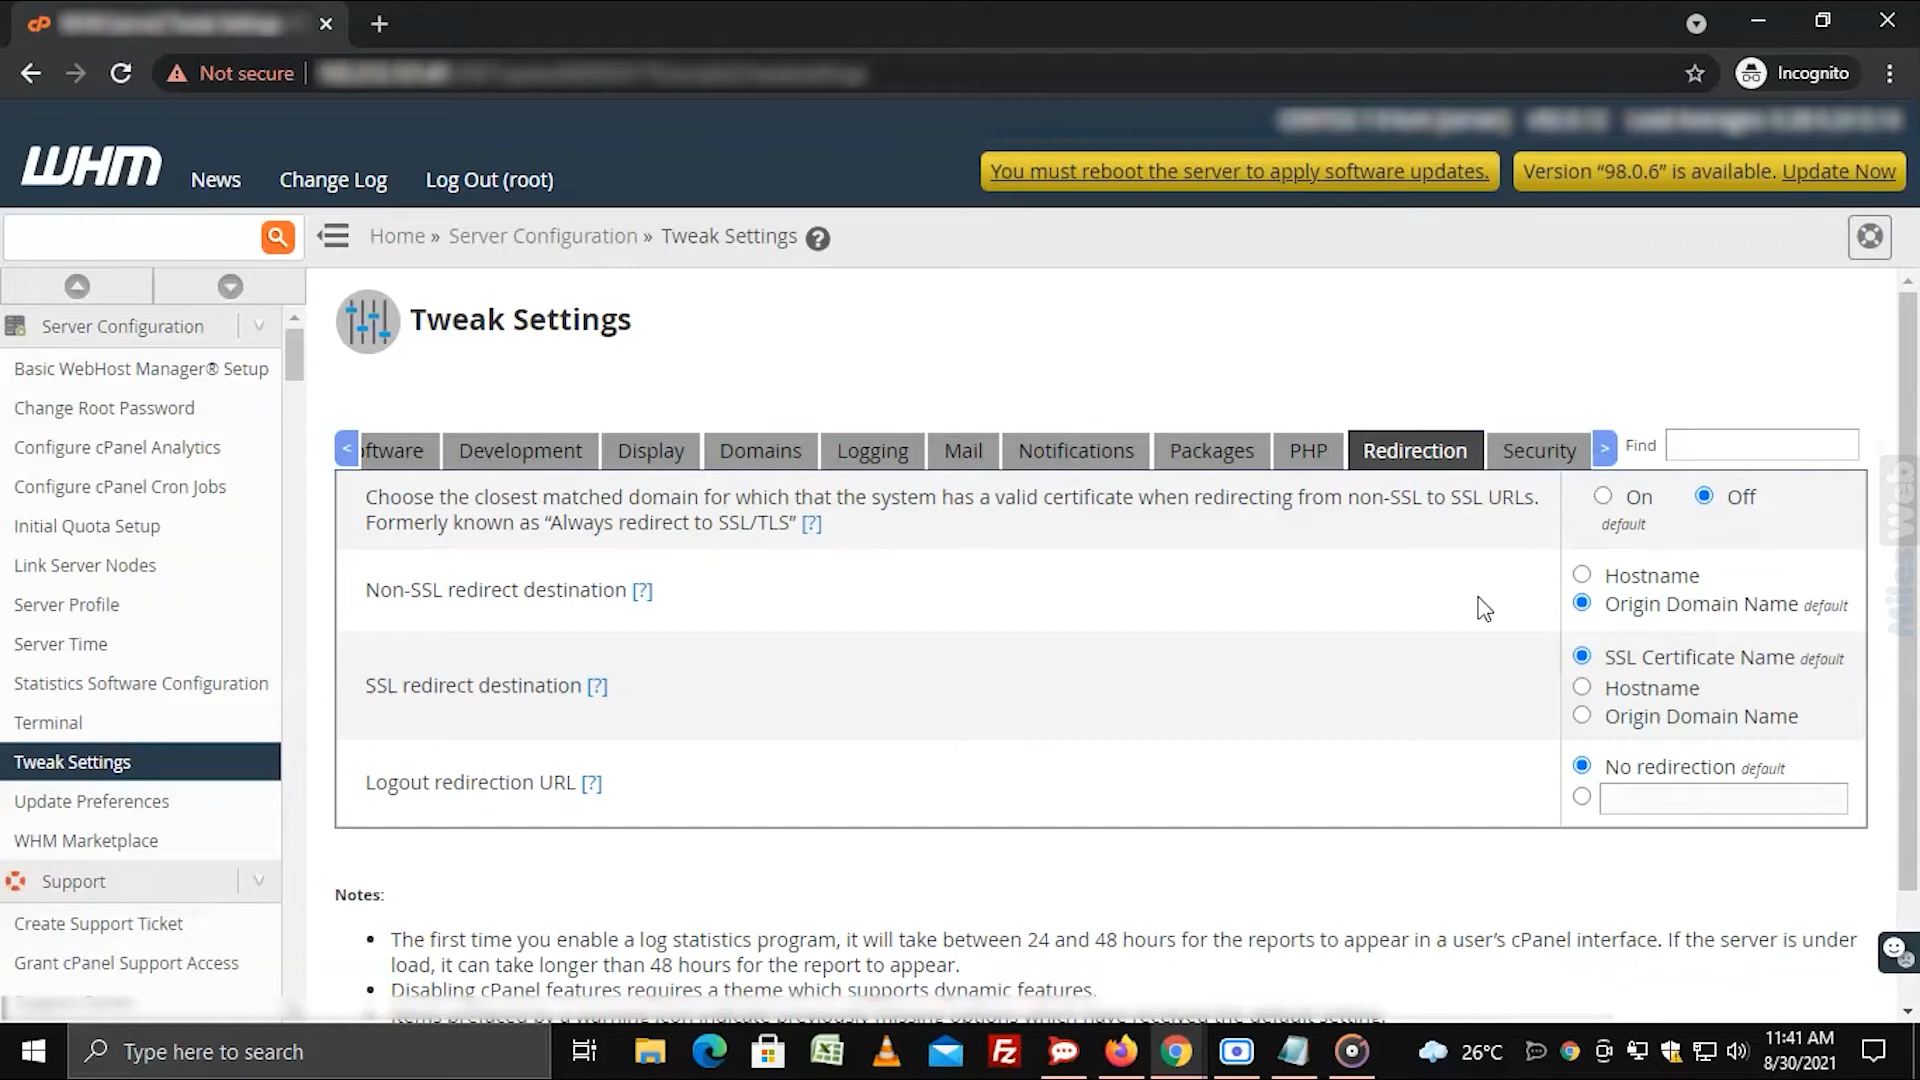 Not secure
Incognito
WHM
News
Change Log
Log Out (root)
You must reboot the server to apply software updates.
Version “98.0.6” is available. Update Now
Home » Server Configuration » Tweak Settings
Server Configuration
Basic WebHost Manager® Setup
Change Root Password
Configure cPanel Analytics
Configure cPanel Cron Jobs
Initial Quota Setup
Link Server Nodes
Server Profile
Server Time
Statistics Software Configuration
Terminal
Tweak Settings
Update Preferences
WHM Marketplace
Support
Create Support Ticket
Grant cPanel Support Access
Tweak Settings
< ftware Development Display Domains Logging Mail Notifications Packages PHP Redirection Security > Find
Choose the closest matched domain for which that the system has a valid certificate when redirecting from non-SSL to SSL URLs.
Formerly known as “Always redirect to SSL/TLS” [?]
On Off
default
Non-SSL redirect destination [?]
Hostname
Origin Domain Name default
SSL redirect destination [?]
SSL Certificate Name default
Hostname
Origin Domain Name
Logout redirection URL [?]
No redirection default
MilesWeb
Notes:
• The first time you enable a log statistics program, it will take between 24 and 48 hours for the reports to appear in a user’s cPanel interface. If the server is under
load, it can take longer than 48 hours for the report to appear.
• Disabling cPanel features requires a theme which supports dynamic features.
Type here to search
26°C
11:41 AM
8/30/2021